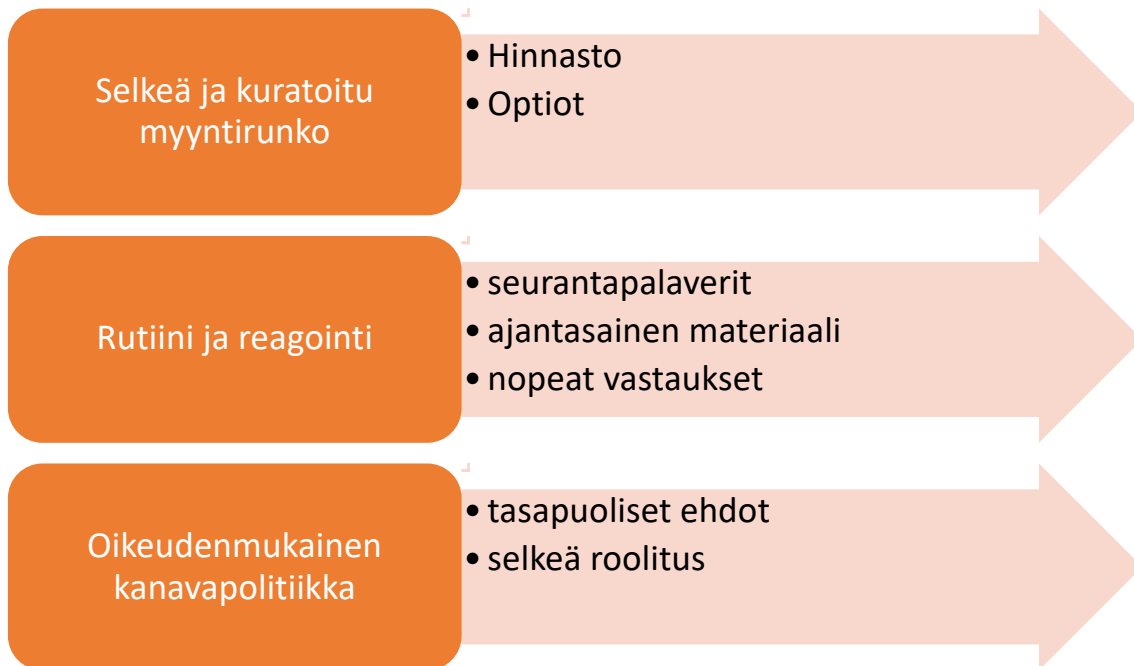 Selkeä ja kuratoitu
myyntirunko
• Hinnasto
• Optiot
Rutiini ja reagointi
• seurantapalaverit
• ajantasainen materiaali
• nopeat vastaukset
Oikeudenmukainen
kanavapolitiikka
• tasapuoliset ehdot
• selkeä roolitus